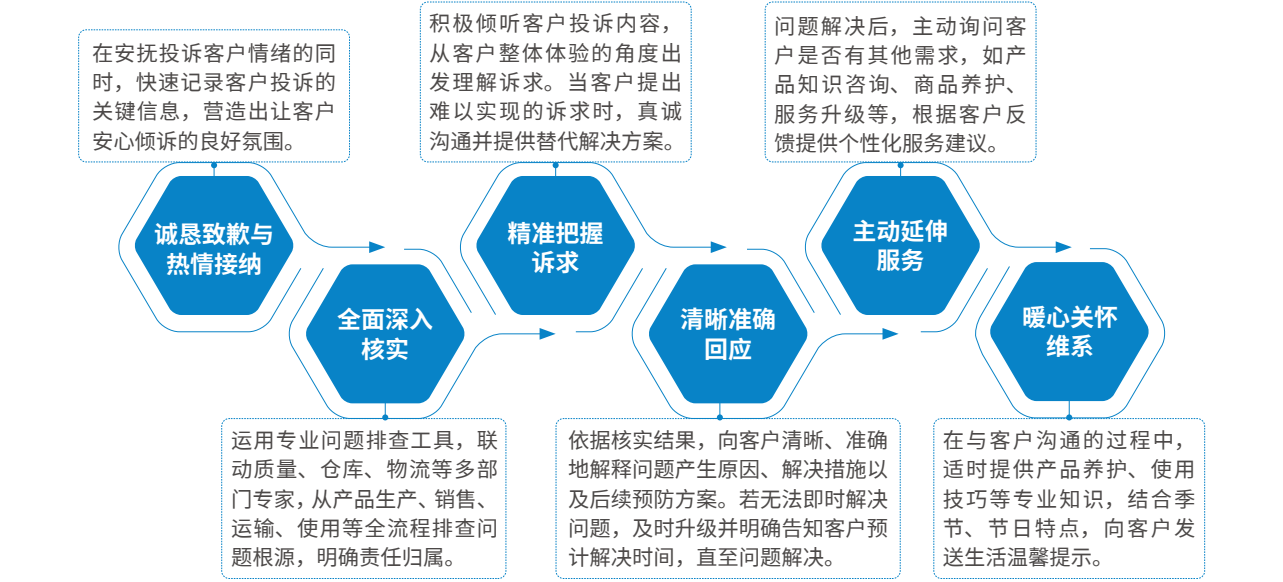 在安抚投诉客户情绪的同
时，快速记录客户投诉的
关键信息，营造出让客户
安心倾诉的良好氛围。
诚恳致歉与
热情接纳
全面深入
核实
运用专业问题排查工具，联
动质量、仓库、物流等多部
门专家，从产品生产、销售、
运输、使用等全流程排查问
题根源，明确责任归属。
积极倾听客户投诉内容，
从客户整体体验的角度出
发理解诉求。当客户提出
难以实现的诉求时，真诚
沟通并提供替代解决方案。
精准把握
诉求
清晰准确
回应
依据核实结果，向客户清晰、准确
地解释问题产生原因、解决措施以
及后续预防方案。若无法即时解决
问题，及时升级并明确告知客户预
计解决时间，直至问题解决。
问题解决后，主动询问客
户是否有其他需求，如产
品知识咨询、商品养护、
服务升级等，根据客户反
馈提供个性化服务建议。
主动延伸
服务
暖心关怀
维系
在与客户沟通的过程中，
适时提供产品养护、使用
技巧等专业知识，结合季
节、节日特点，向客户发
送生活温馨提示。